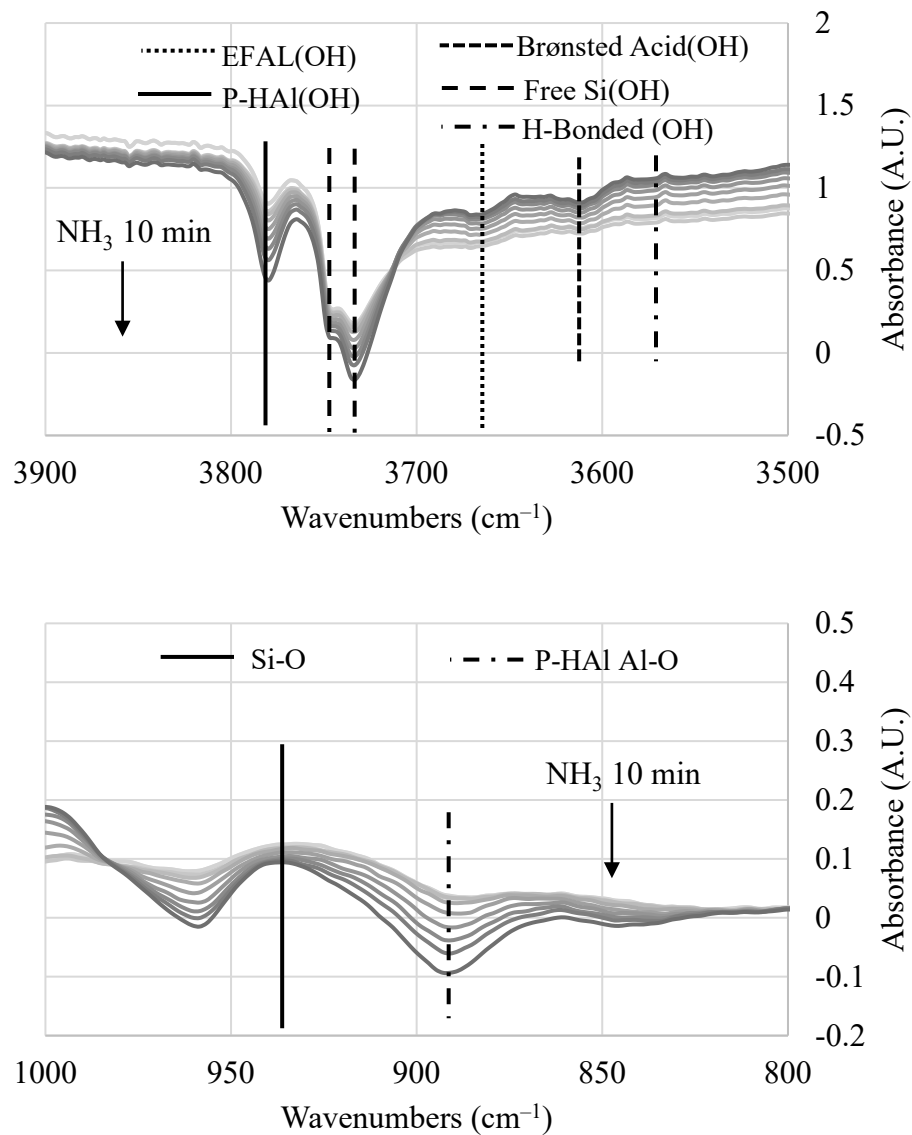 2
EFAL(OH)
Brønsted Acid(OH)
P-HAl(OH)
Free Si(OH)
1.5
H-Bonded (OH)
1
NH₃ 10 min
0.5
0
-0.5
Absorbance (A.U.)
3900 3800 3700 3600 3500
Wavenumbers (cm⁻¹)
0.5
Si-O
P-HAl Al-O
0.4
0.3
NH₃ 10 min
0.2
0.1
0
-0.1
-0.2
Absorbance (A.U.)
1000 950 900 850 800
Wavenumbers (cm⁻¹)